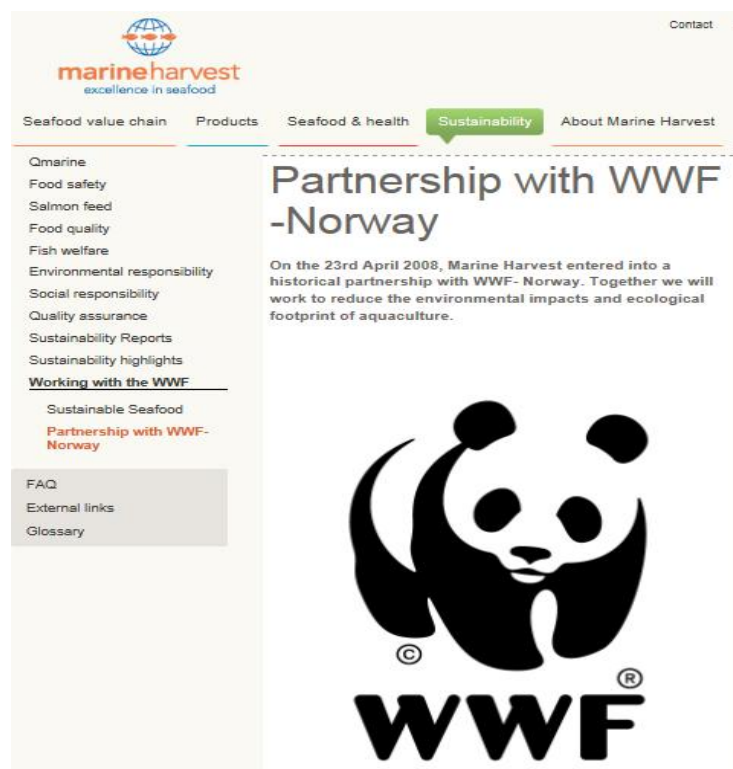 Contact
marineharvest
excellence in seafood
Seafood value chain Products Seafood & health Sustainability About Marine Harvest
Qmarine
Food safety
Salmon feed
Food quality
Fish welfare
Environmental responsibility
Social responsibility
Quality assurance
Sustainability Reports
Sustainability highlights
Working with the WWF
Sustainable Seafood
Partnership with WWF-
Norway
FAQ
External links
Glossary
Partnership with WWF
-Norway
On the 23rd April 2008, Marine Harvest entered into a
historical partnership with WWF- Norway. Together we will
work to reduce the environmental impacts and ecological
footprint of aquaculture.
©
®
WWF